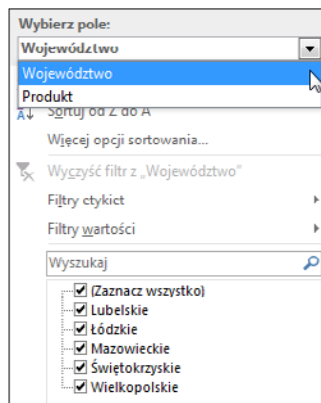 Wybierz pole:
Województwo
Województwo
Produkt
Sortuj od Z do A
Więcej opcji sortowania...
Wyczyść filtr z „Województwo”
Filtry etykiet
Filtry wartości
Wyszukaj
(Zaznacz wszystko)
Lubelskie
Łódzkie
Mazowieckie
Świętokrzyskie
Wielkopolskie